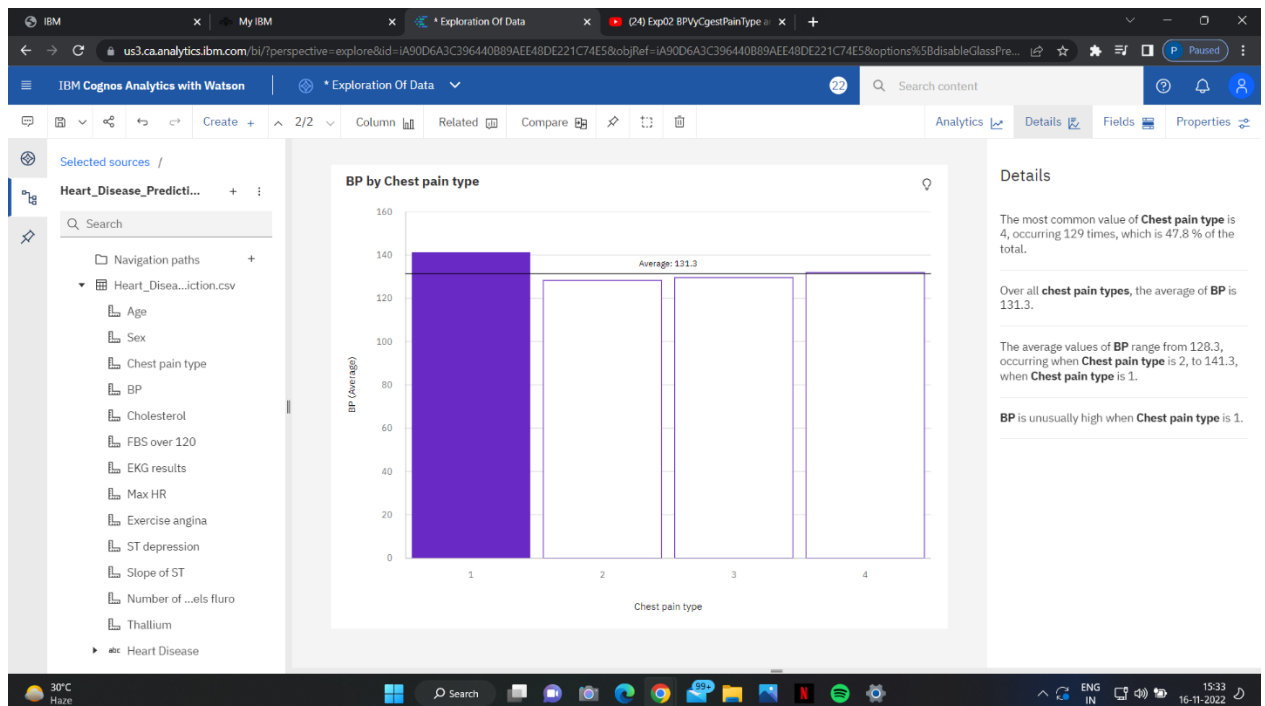 IBM
My IBM
* Exploration Of Data
(24) Exp02 BPVyCgestPainType a
us3.ca.analytics.ibm.com/bi/?perspective=explore&id=iA90D6A3C396440B89AEE48DE221C74E5&objRef=iA90D6A3C396440B89AEE48DE221C74E5&options%5BdisableGlassPre...
P Paused
IBM Cognos Analytics with Watson
* Exploration Of Data
22
Search content
Create +
2/2
Column
Related
Compare
Analytics
Details
Fields
Properties
Selected sources /
Heart_Disease_Predicti...
Search
Navigation paths
Heart_Disea...iction.csv
Age
Sex
Chest pain type
BP
Cholesterol
FBS over 120
EKG results
Max HR
Exercise angina
ST depression
Slope of ST
Number of ...els fluro
Thallium
abc Heart Disease
BP by Chest pain type
160
140
120
100
80
60
40
20
0
BP (Average)
Average: 131.3
1 2 3 4
Chest pain type
Details
The most common value of Chest pain type is
4, occurring 129 times, which is 47.8 % of the
total.
Over all chest pain types, the average of BP is
131.3.
The average values of BP range from 128.3,
occurring when Chest pain type is 2, to 141.3,
when Chest pain type is 1.
BP is unusually high when Chest pain type is 1.
30°C
Haze
Search
99+
N
ENG
IN
15:33
16-11-2022